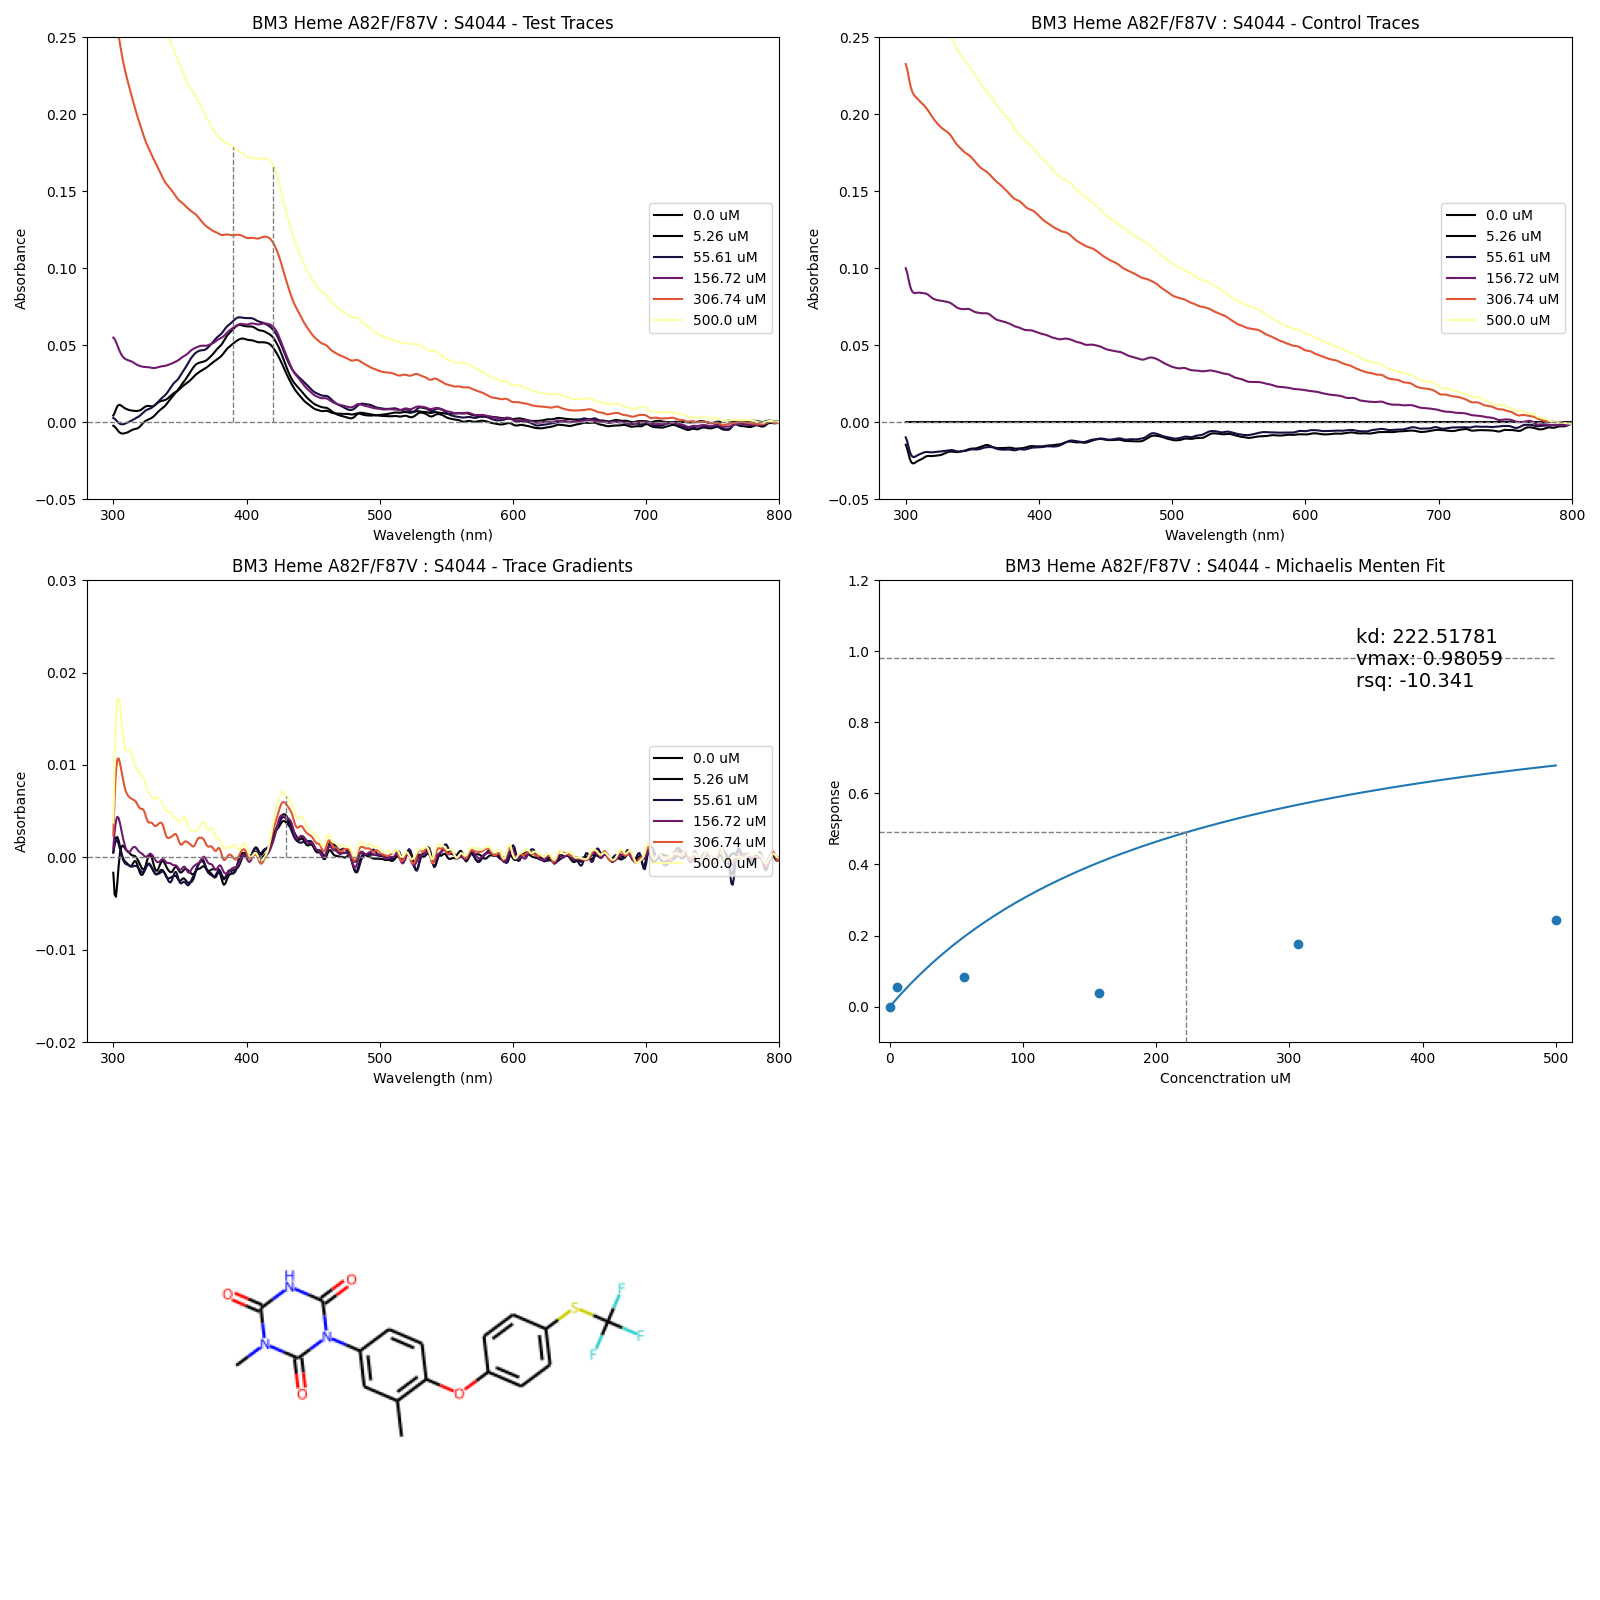 BM3 Heme A82F/F87V : S4044 - Test Traces
0.25
0.20
0.15
0.10
0.05
0.00
−0.05
Absorbance
300 400 500 600 700 800
Wavelength (nm)
0.0 uM
5.26 uM
55.61 uM
156.72 uM
306.74 uM
500.0 uM
BM3 Heme A82F/F87V : S4044 - Control Traces
0.25
0.20
0.15
0.10
0.05
0.00
−0.05
Absorbance
300 400 500 600 700 800
Wavelength (nm)
0.0 uM
5.26 uM
55.61 uM
156.72 uM
306.74 uM
500.0 uM
BM3 Heme A82F/F87V : S4044 - Trace Gradients
0.03
0.02
0.01
0.00
−0.01
−0.02
Absorbance
300 400 500 600 700 800
Wavelength (nm)
0.0 uM
5.26 uM
55.61 uM
156.72 uM
306.74 uM
500.0 uM
BM3 Heme A82F/F87V : S4044 - Michaelis Menten Fit
1.2
1.0
0.8
0.6
0.4
0.2
0.0
Response
0 100 200 300 400 500
Concenctration uM
kd: 222.51781
vmax: 0.98059
rsq: -10.341
H
N
O
O
N
N
O
O
S
F
F
F